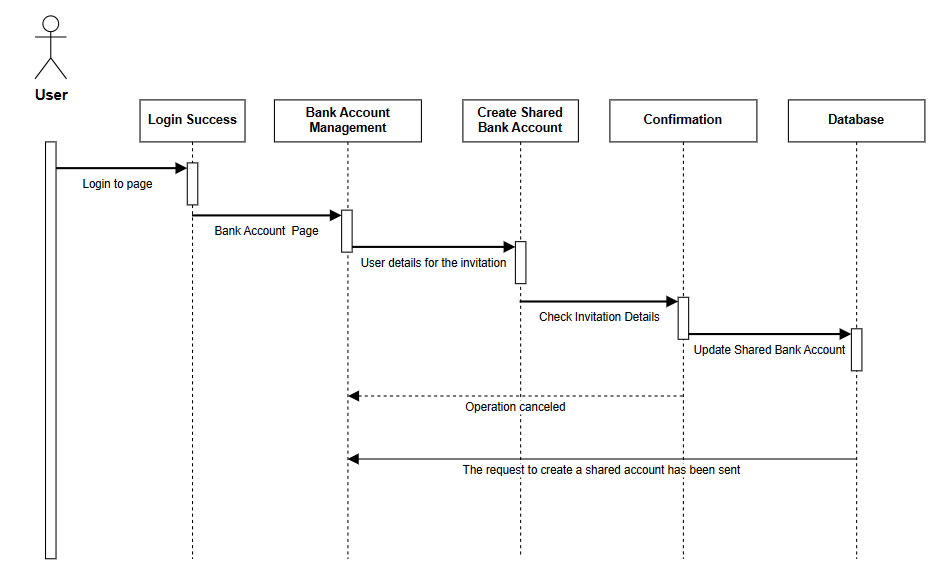 User
Login Success
Bank Account
Management
Create Shared
Bank Account
Confirmation
Database
Login to page
Bank Account  Page
User details for the invitation
Check Invitation Details
Update Shared Bank Account
Operation canceled
The request to create a shared account has been sent